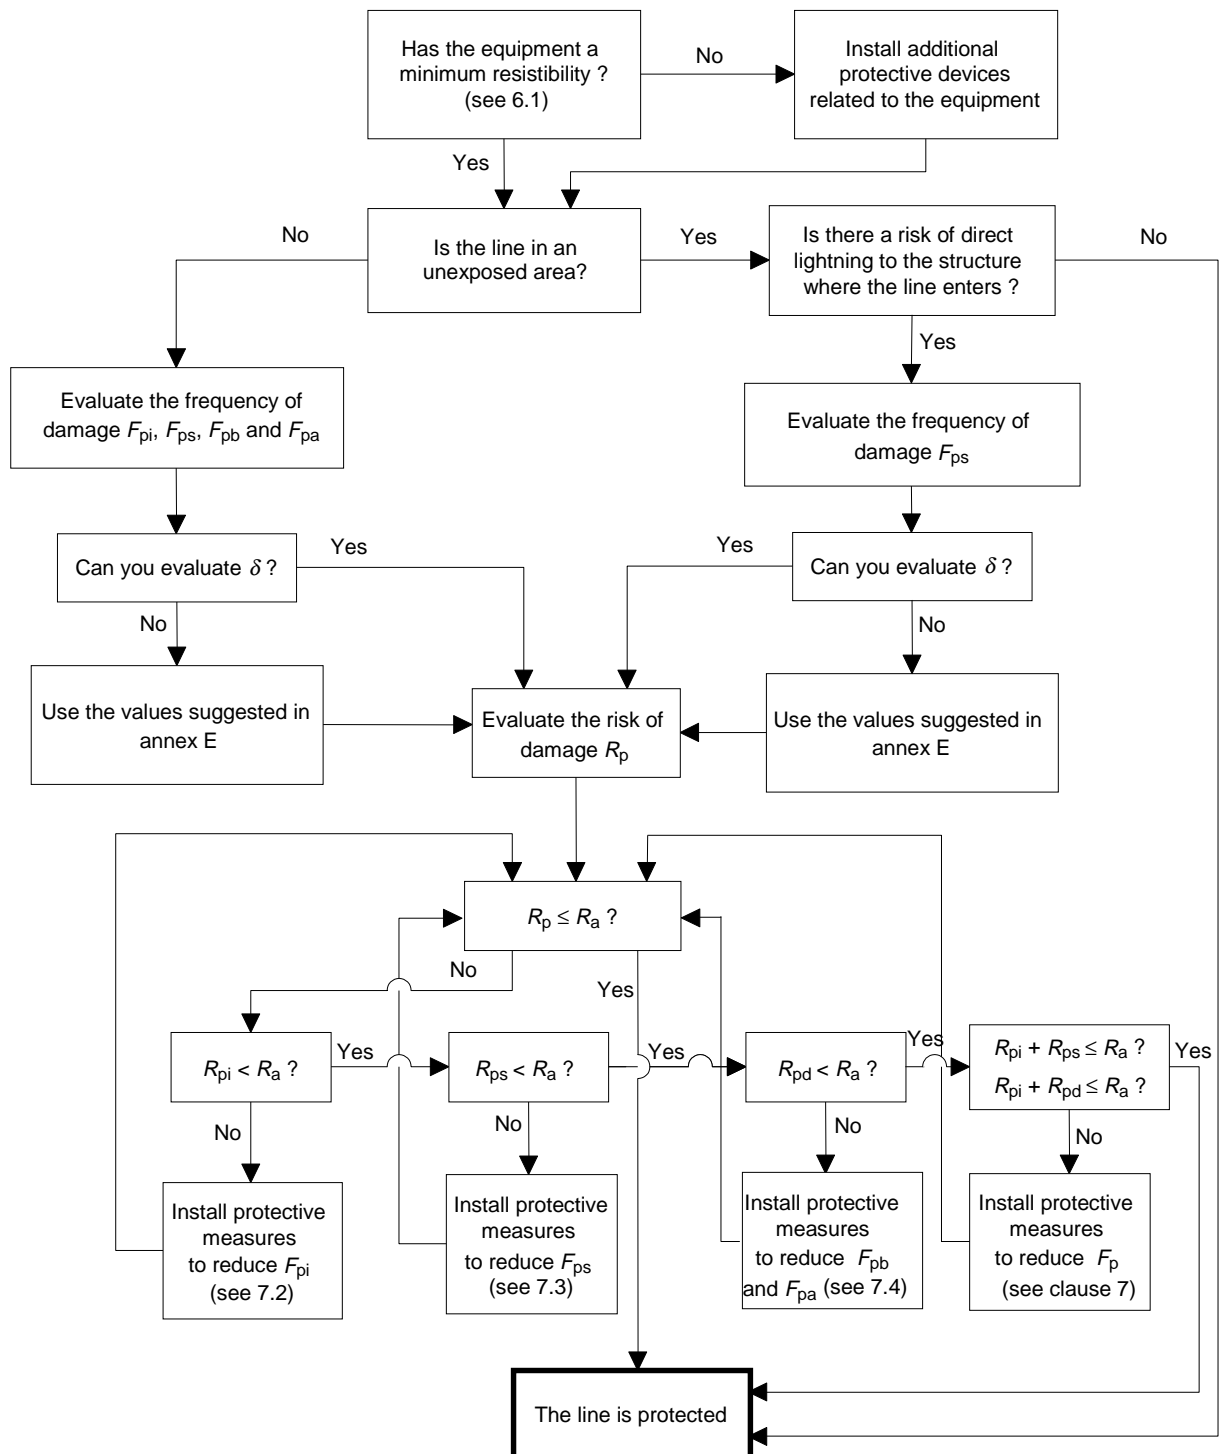 Has the equipment a
minimum resistibility ?
(see 6.1)
No
Install additional
protective devices
related to the equipment
Yes
No
Is the line in an
unexposed area?
Yes
Is there a risk of direct
lightning to the structure
where the line enters ?
No
Yes
Evaluate the frequency of
damage Fpi, Fps, Fpb and Fpa
Evaluate the frequency of
damage Fps
Can you evaluate δ ?
Yes
Yes
Can you evaluate δ ?
No
No
Use the values suggested in
annex E
Evaluate the risk of
damage Rp
Use the values suggested in
annex E
Rp ≤ Ra ?
No
Yes
Rpi < Ra ?
Yes
Rps < Ra ?
Yes
Rpd < Ra ?
Yes
Rpi + Rps ≤ Ra ?
Rpi + Rpd ≤ Ra ?
Yes
No
No
No
No
Install protective
measures
to reduce Fpi
(see 7.2)
Install protective
measures
to reduce Fps
(see 7.3)
Install protective
measures
to reduce Fpb
and Fpa (see 7.4)
Install protective
measures
to reduce Fp
(see clause 7)
The line is protected